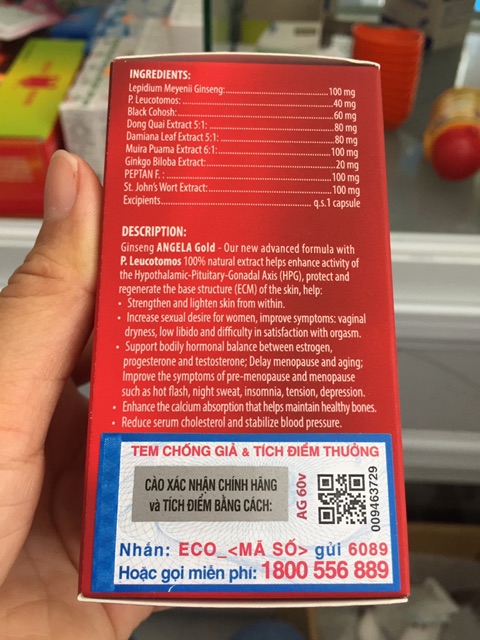 INGREDIENTS:
Lepidium Meyenii Ginseng:..........100 mg
P. Leucotomos:..........40 mg
Black Cohosh:..........60 mg
Dong Quai Extract 5:1:..........80 mg
Damiana Leaf Extract 5:1:..........80 mg
Muira Puama Extract 6:1:..........100 mg
Ginkgo Biloba Extract:..........20 mg
PEPTAN F. :..........100 mg
St. John's Wort Extract:..........100 mg
Excipients..........q.s.1 capsule
DESCRIPTION:
Ginseng ANGELA Gold - Our new advanced formula with
P. Leucotomos 100% natural extract helps enhance activity of
the Hypothalamic-Pituitary-Gonadal Axis (HPG), protect and
regenerate the base structure (ECM) of the skin, help:
• Strengthen and lighten skin from within.
• Increase sexual desire for women, improve symptoms: vaginal
dryness, low libido and difficulty in satisfaction with orgasm.
• Support bodily hormonal balance between estrogen,
progesterone and testosterone; Delay menopause and aging;
Improve the symptoms of pre-menopause and menopause
such as hot flash, night sweat, insomnia, tension, depression.
• Enhance the calcium absorption that helps maintain healthy bones.
• Reduce serum cholesterol and stabilize blood pressure.
TEM CHỐNG GIẢ & TÍCH ĐIỂM THƯỞNG
CÀO XÁC NHẬN CHÍNH HÃNG
và TÍCH ĐIỂM BẰNG CÁCH:
AG 60v
009463729
Nhắn: ECO_<MÃ SỐ> gửi 6089
Hoặc gọi miễn phí: 1800 556 889